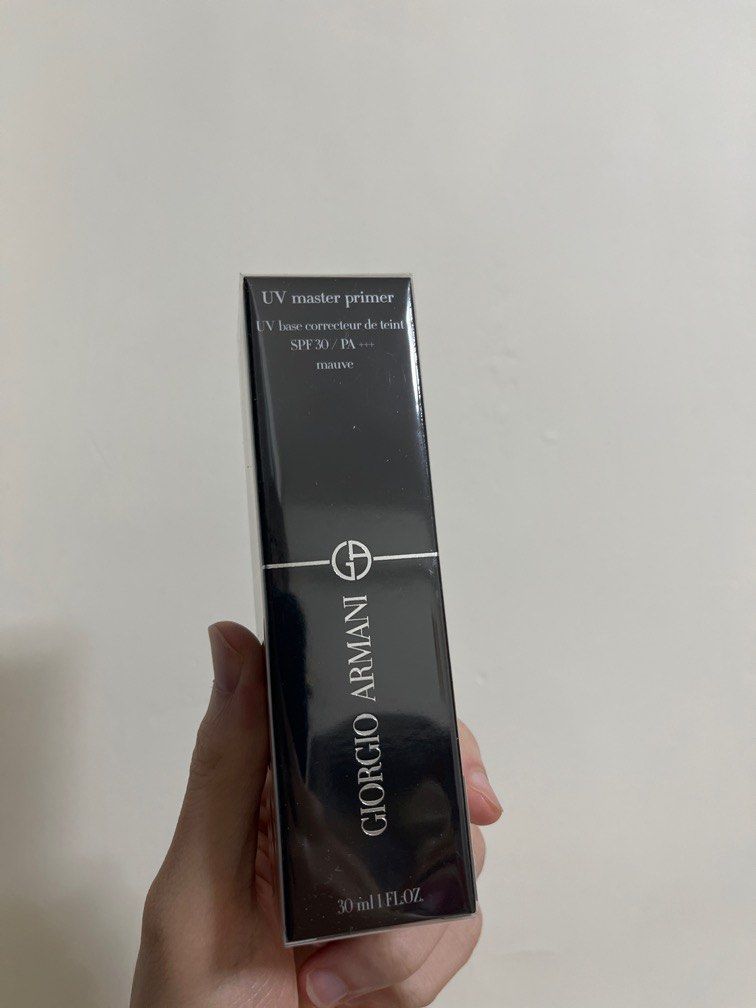 UV master primer
UV base correcteur de teint
SPF 30 / PA +++
mauve
GIORGIO ARMANI
30 ml 1 FL.OZ.